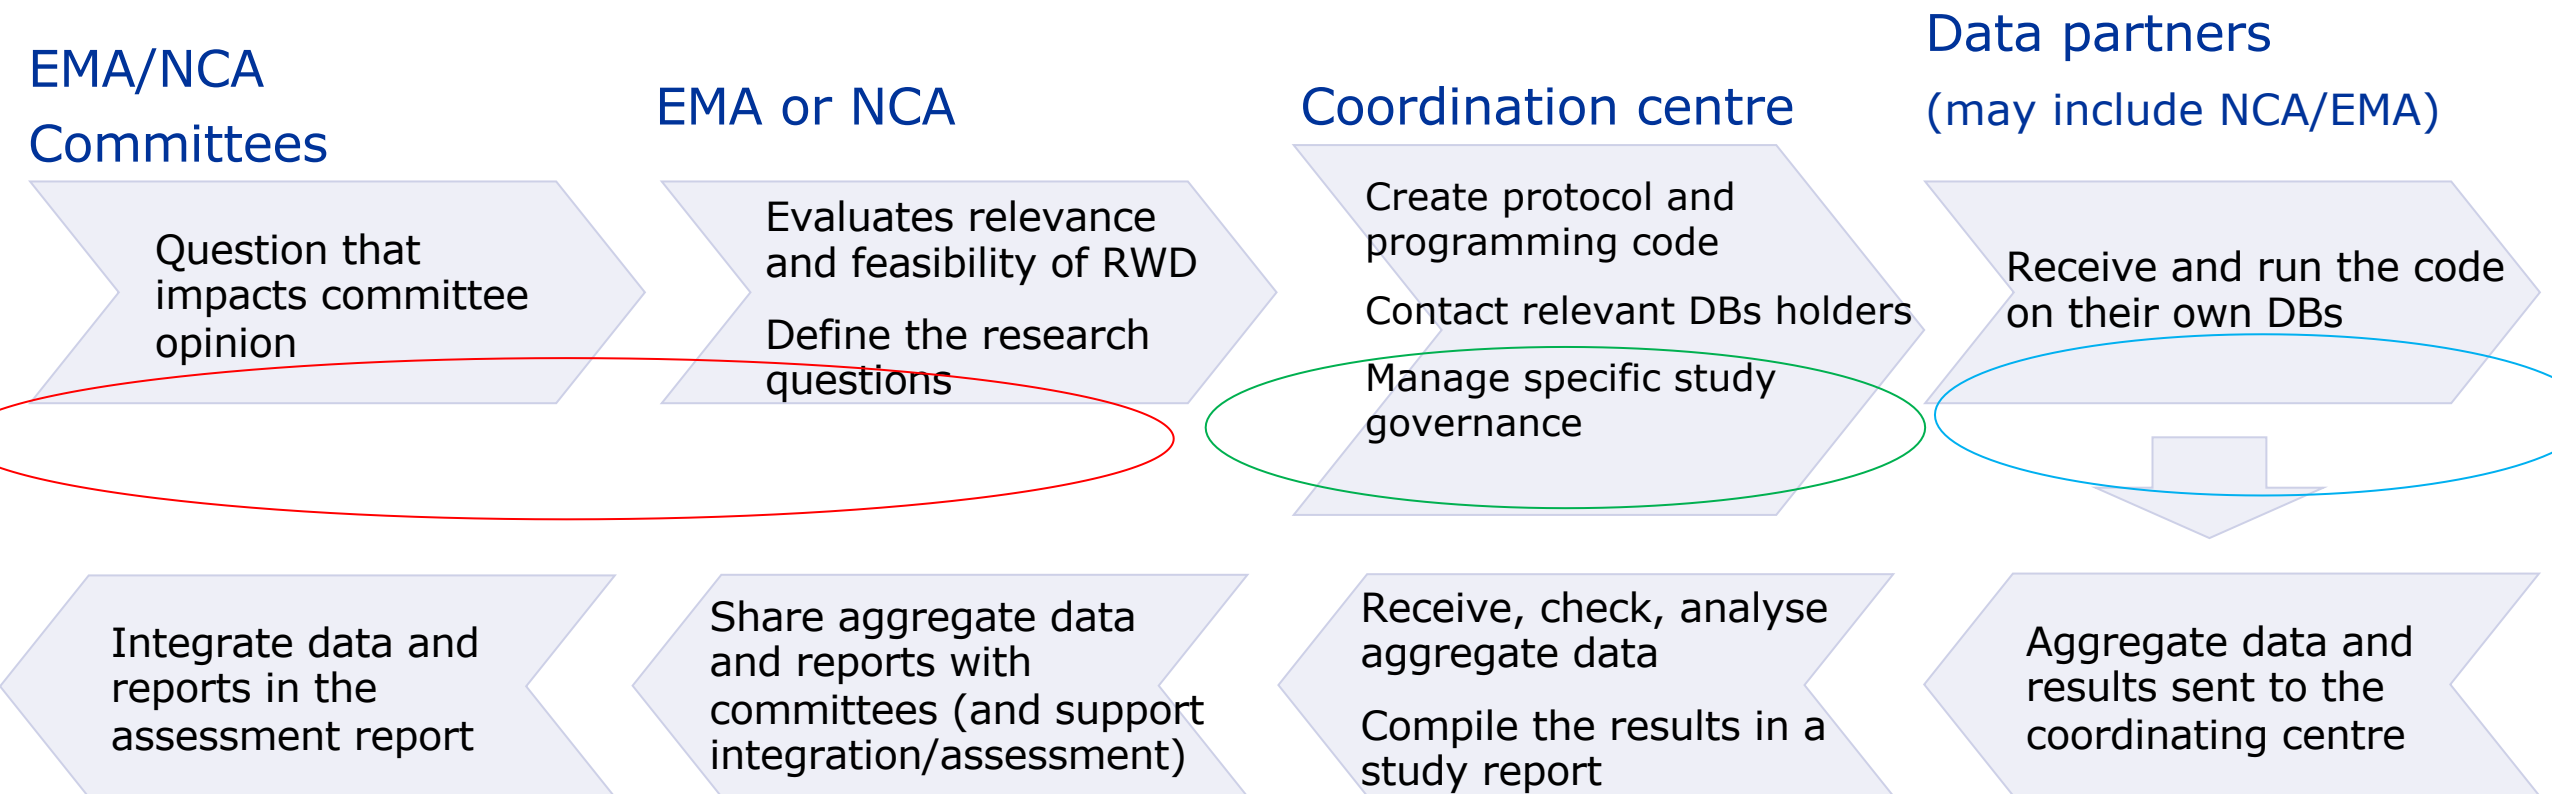 EMA/NCA
Committees
EMA or NCA
Coordination centre
Data partners
(may include NCA/EMA)
Question that
impacts committee
opinion
Evaluates relevance
and feasibility of RWD
Define the research
questions
Create protocol and
programming code
Contact relevant DBs holders
Manage specific study
governance
Receive and run the code
on their own DBs
Integrate data and
reports in the
assessment report
Share aggregate data
and reports with
committees (and support
integration/assessment)
Receive, check, analyse
aggregate data
Compile the results in a
study report
Aggregate data and
results sent to the
coordinating centre